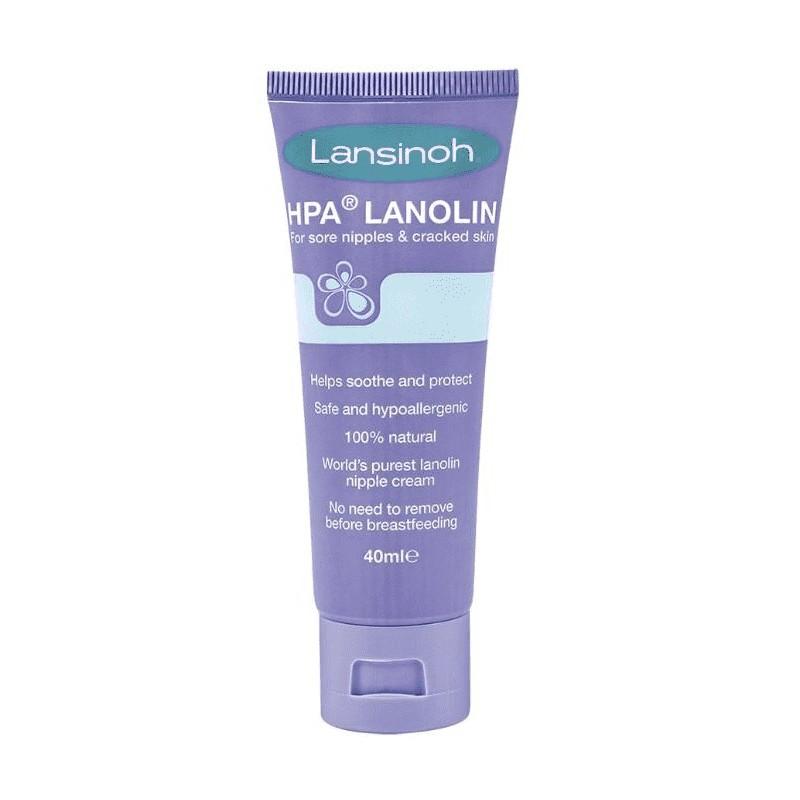 Lansinoh®
HPA® LANOLIN
For sore nipples & cracked skin
Helps soothe and protect
Safe and hypoallergenic
100% natural
World's purest lanolin
nipple cream
No need to remove
before breastfeeding
40ml℮